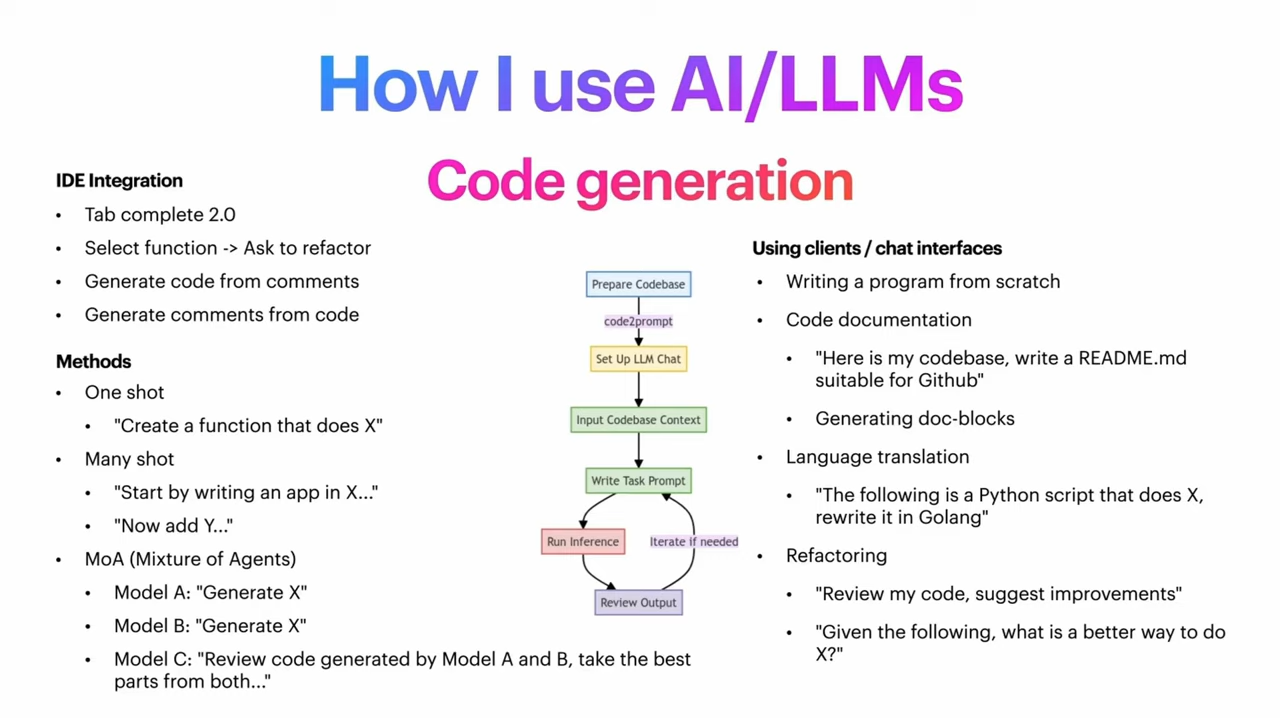 How I use AI/LLMs
Code generation
IDE Integration
• Tab complete 2.0
• Select function -> Ask to refactor
• Generate code from comments
• Generate comments from code
Methods
• One shot
• "Create a function that does X"
• Many shot
• "Start by writing an app in X..."
• "Now add Y..."
• MoA (Mixture of Agents)
• Model A: "Generate X"
• Model B: "Generate X"
• Model C: "Review code generated by Model A and B, take the best
parts from both..."
Prepare Codebase
code2prompt
Set Up LLM Chat
Input Codebase Context
Write Task Prompt
Run Inference
Iterate if needed
Review Output
Using clients / chat interfaces
• Writing a program from scratch
• Code documentation
• "Here is my codebase, write a README.md
suitable for Github"
• Generating doc-blocks
• Language translation
• "The following is a Python script that does X,
rewrite it in Golang"
• Refactoring
• "Review my code, suggest improvements"
• "Given the following, what is a better way to do
X?"